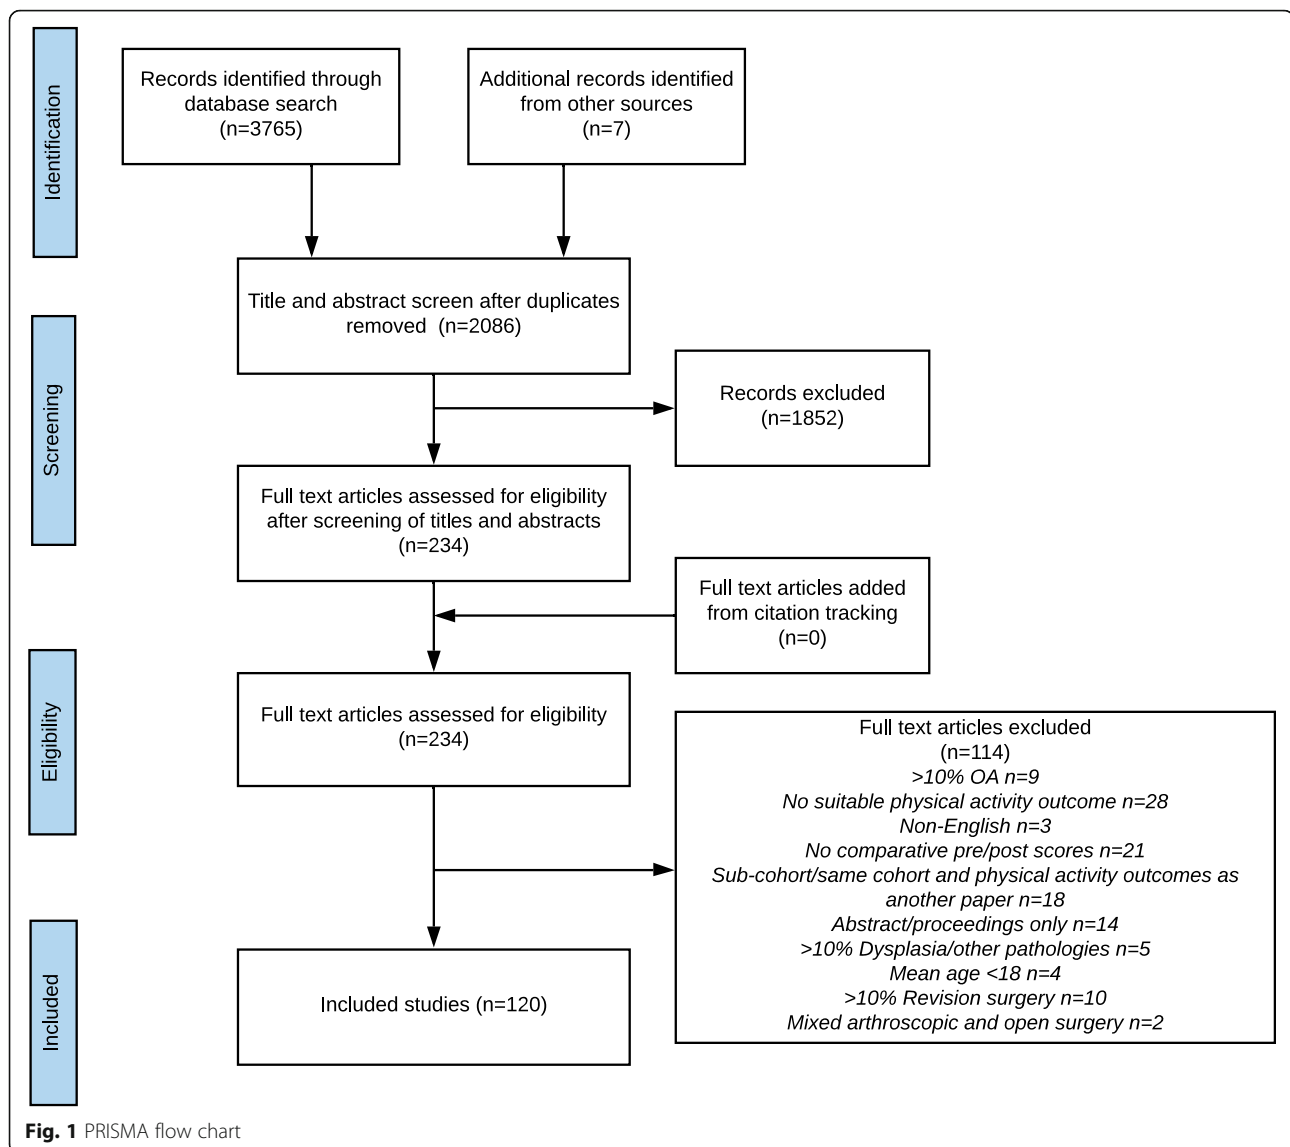 Identification
Records identified through
database search
(n=3765)
Additional records identified
from other sources
(n=7)
Title and abstract screen after duplicates
removed (n=2086)
Screening
Records excluded
(n=1852)
Full text articles assessed for eligibility
after screening of titles and abstracts
(n=234)
Full text articles added
from citation tracking
(n=0)
Eligibility
Full text articles assessed for eligibility
(n=234)
Full text articles excluded
(n=114)
>10% OA n=9
No suitable physical activity outcome n=28
Non-English n=3
No comparative pre/post scores n=21
Sub-cohort/same cohort and physical activity outcomes as
another paper n=18
Abstract/proceedings only n=14
>10% Dysplasia/other pathologies n=5
Mean age <18 n=4
>10% Revision surgery n=10
Mixed arthroscopic and open surgery n=2
Included
Included studies (n=120)
Fig. 1 PRISMA flow chart